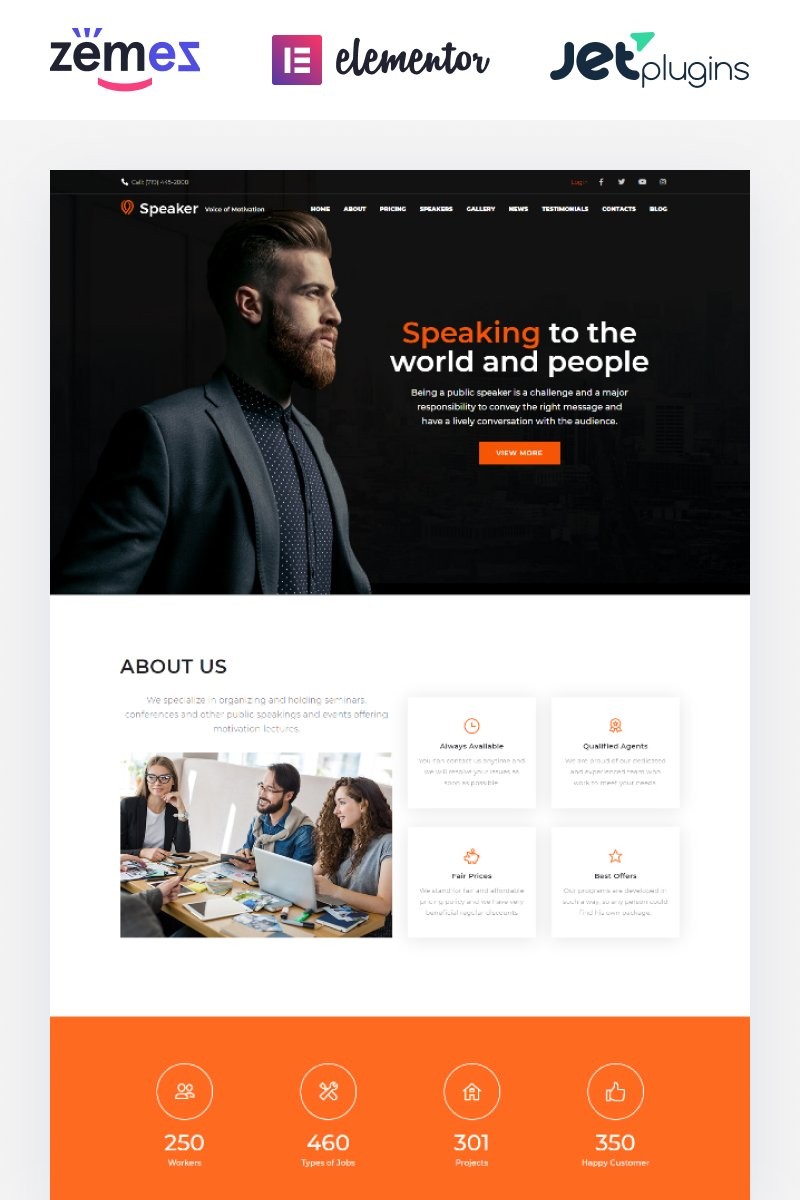 zemez
elementor
Jetplugins
Login
Speaker Voice of Motivation
HOME ABOUT PRICING SPEAKERS GALLERY NEWS TESTIMONIALS CONTACTS BLOG
Speaking to the
world and people
Being a public speaker is a challenge and a major
responsibility to convey the right message and
have a lively conversation with the audience.
VIEW MORE
ABOUT US
We specialize in organizing and holding seminars,
conferences and other public speakings and events offering
motivation lectures.
Always Available
You can contact us anytime and
we will resolve your issues as
soon as possible.
Qualified Agents
We are proud of our dedicated
and experienced team who
work to meet your needs
Fair Prices
We stand for fair and affordable
pricing policy and we have very
beneficial regular discounts.
Best Offers
Our programs are developed in
such a way, so any person could
find his own package.
250
Workers
460
Types of Jobs
301
Projects
350
Happy Customer